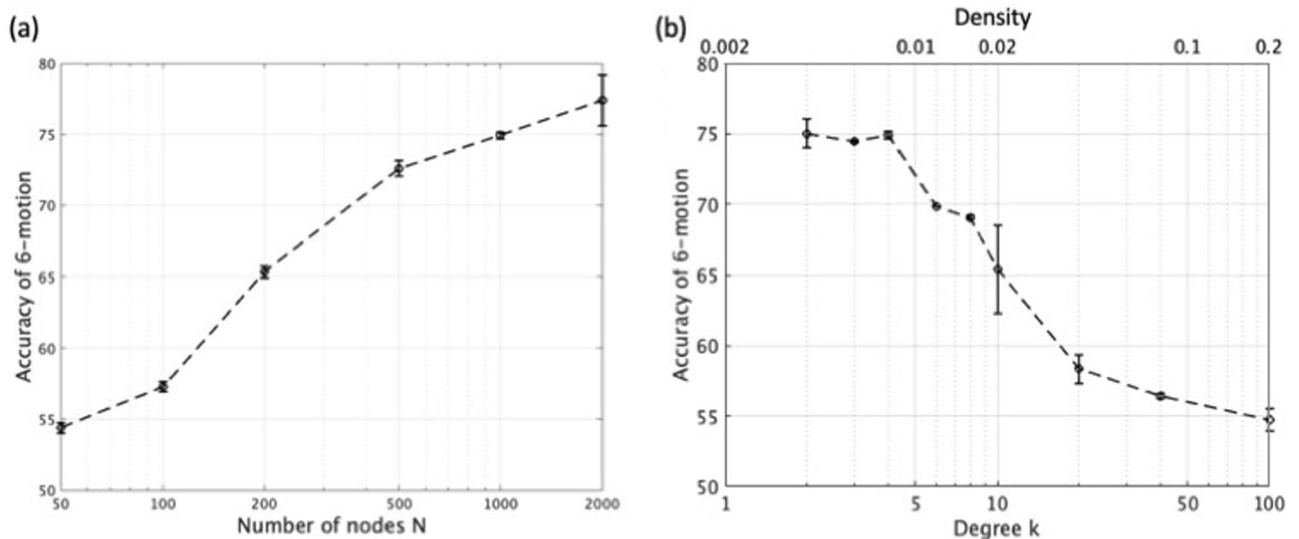 (a)
80
75
70
65
60
55
50
50 100 200 500 1000 2000
Number of nodes N
Accuracy of 6-motion
(b)
Density
0.002 0.01 0.02 0.1 0.2
80
75
70
65
60
55
50
1 5 10 50 100
Degree k
Accuracy of 6-motion